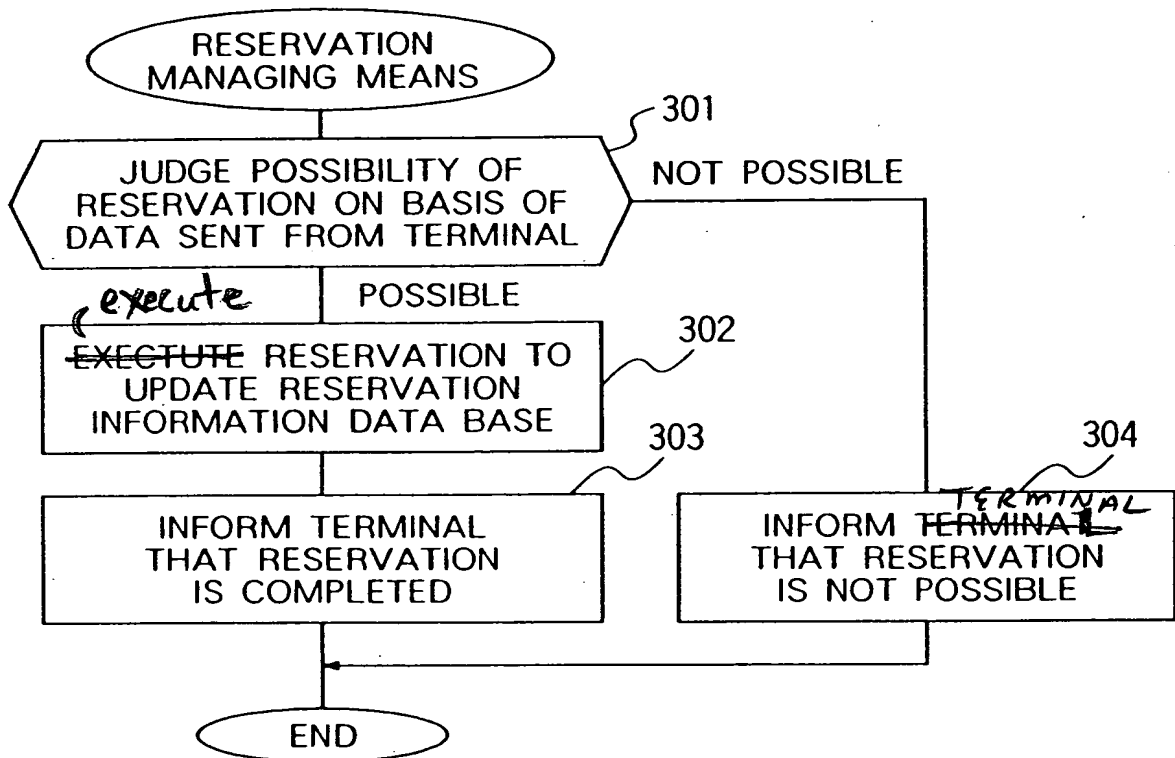 RESERVATION
MANAGING MEANS
301
JUDGE POSSIBILITY OF
RESERVATION ON BASIS OF
DATA SENT FROM TERMINAL
NOT POSSIBLE
execute
POSSIBLE
EXECTUTE RESERVATION TO
UPDATE RESERVATION
INFORMATION DATA BASE
302
303
INFORM TERMINAL
THAT RESERVATION
IS COMPLETED
304
TERMINAL
INFORM TERMINAL
THAT RESERVATION
IS NOT POSSIBLE
END